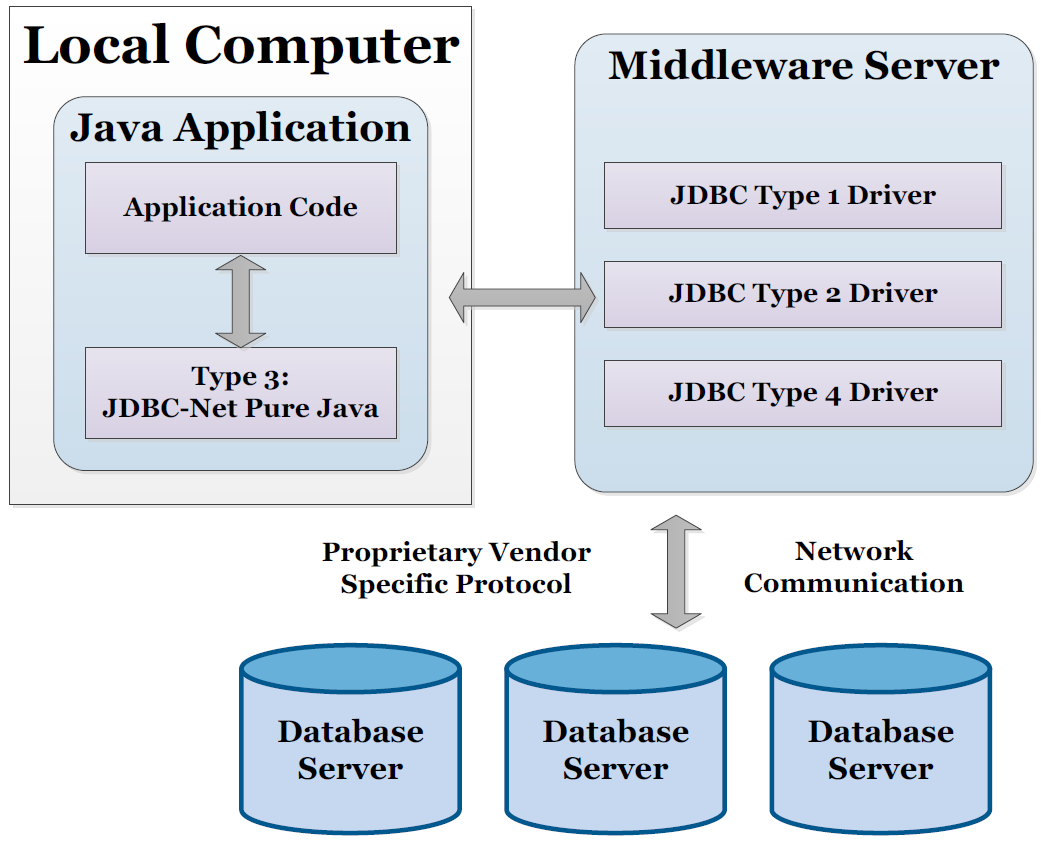 Local Computer
Java Application
Application Code
Type 3:
JDBC-Net Pure Java
Middleware Server
JDBC Type 1 Driver
JDBC Type 2 Driver
JDBC Type 4 Driver
Proprietary Vendor
Specific Protocol
Network
Communication
Database
Server
Database
Server
Database
Server